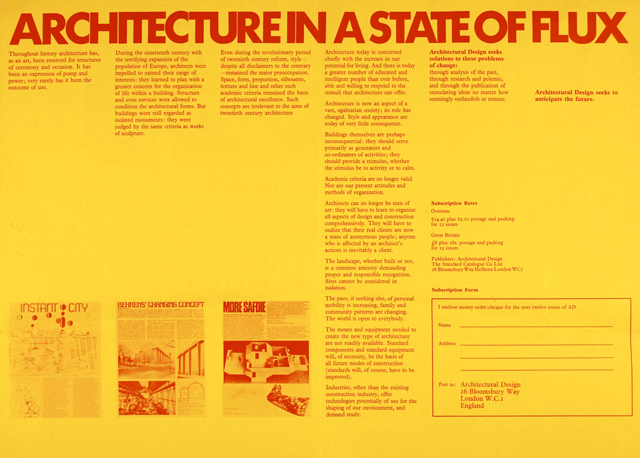 ARCHITECTURE IN A STATE OF FLUX
Throughout history architecture has,
as an art, been reserved for structures
of ceremony and occasion. It has
been an expression of pomp and
power; very rarely has it been the
outcome of use.
During the nineteenth century with
the terrifying expansion of the
population of Europe, architects were
impelled to extend their range of
interests: they learned to plan with a
greater concern for the organization
of life within a building. Structure
and even services were allowed to
condition the architectural forms. But
buildings were still regarded as
isolated monuments: they were
judged by the same criteria as works
of sculpture.
Even during the revolutionary period
of twentieth century reform, style—
despite all disclaimers to the contrary
—remained the major preoccupation.
Space, form, proportion, silhouette,
texture and line and other such
academic criteria remained the basis
of architectural excellence. Such
concepts are irrelevant to the aims of
twentieth century architecture
Architecture today is concerned
chiefly with the increase in our
potential for living. And there is today
a greater number of educated and
intelligent people than ever before,
able and willing to respond to the
stimuli that architecture can offer.
Architecture is now an aspect of a
vast, egalitarian society; its role has
changed. Style and appearance are
today of very little consequence.
Buildings themselves are perhaps
inconsequential: they should serve
primarily as generators and
co-ordinators of activities; they
should provide a stimulus, whether
the stimulus be to activity or to calm.
Academic criteria are no longer valid.
Nor are our present attitudes and
methods of organization.
Architects can no longer be men of
art: they will have to learn to organize
all aspects of design and construction
comprehensively. They will have to
realize that their real clients are now
a mass of anonymous people; anyone
who is affected by an architect's
actions is inevitably a client.
The landscape, whether built or not,
is a common amenity demanding
proper and responsible recognition.
Sites cannot be considered in
isolation.
The pace, if nothing else, of personal
mobility is increasing, family and
community patterns are changing.
The world is open to everybody.
The means and equipment needed to
create the new type of architecture
are not readily available. Standard
components and standard equipment
will, of necessity, be the basis of
all future modes of construction
(standards will, of course, have to be
improved).
Industries, other than the existing
construction industry, offer
technologies potentially of use for the
shaping of our environment, and
demand study.
Architectural Design seeks
solutions to these problems
of change:
through analysis of the past,
through research and polemic,
and through the publication of
stimulating ideas no matter how
seemingly outlandish or remote.
Architectural Design seeks to
anticipate the future.
Subscription Rates
Overseas
plus postage and packing
for 12 issues
Great Britain
£8 plus 18s. postage and packing
for 12 issues
Publishers: Architectural Design
The Standard Catalogue Co Ltd
26 Bloomsbury Way Holborn London WC1
Subscription Form
I enclose money order/cheque for the next twelve issues of AD
Name
Address
Post to: Architectural Design
26 Bloomsbury Way
London W.C.1
England
INSTANT CITY
BEHRENS' CHANGING CONCEPT
MORE SAFDIE